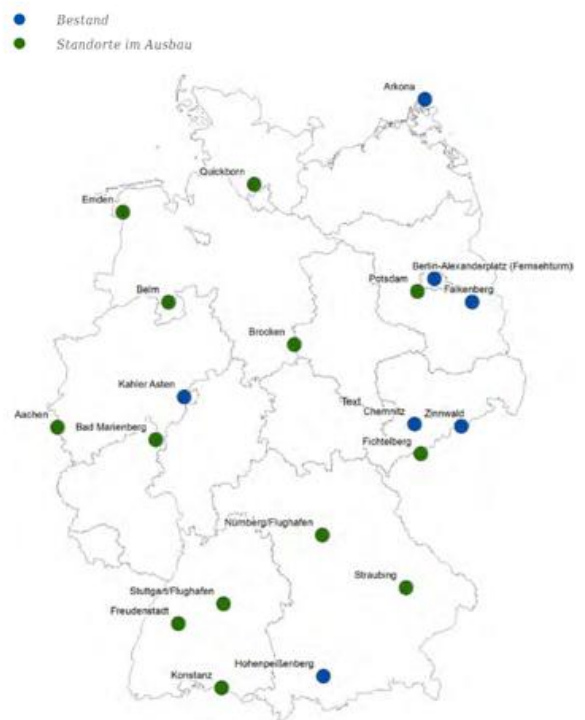 Bestand
Standorte im Ausbau
Arkona
Quickborn
Emden
Berlin-Alexanderplatz (Fernsehturm)
Potsdam
Falkenberg
Belm
Brocken
Kahler Asten
Text
Chemnitz
Zinnwald
Aachen
Bad Marienberg
Fichtelberg
Nürnberg/Flughafen
Straubing
Stuttgart/Flughafen
Freudenstadt
Hohenpeißenberg
Konstanz